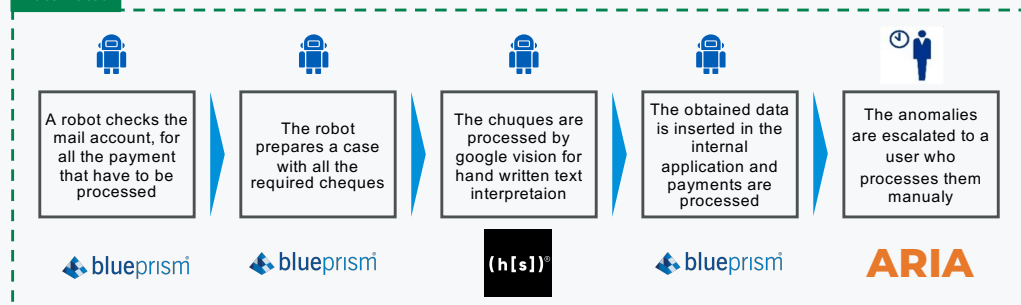 A robot checks the
mail account, for
all the payment
that have to be
processed
The robot
prepares a case
with all the
required cheques
The chuques are
processed by
google vision for
hand written text
interpretaion
The obtained data
is inserted in the
internal
application and
payments are
processed
The anomalies
are escalated to a
user who
processes them
manualy
blueprism®
blueprism®
(h[s])®
blueprism®
ARIA